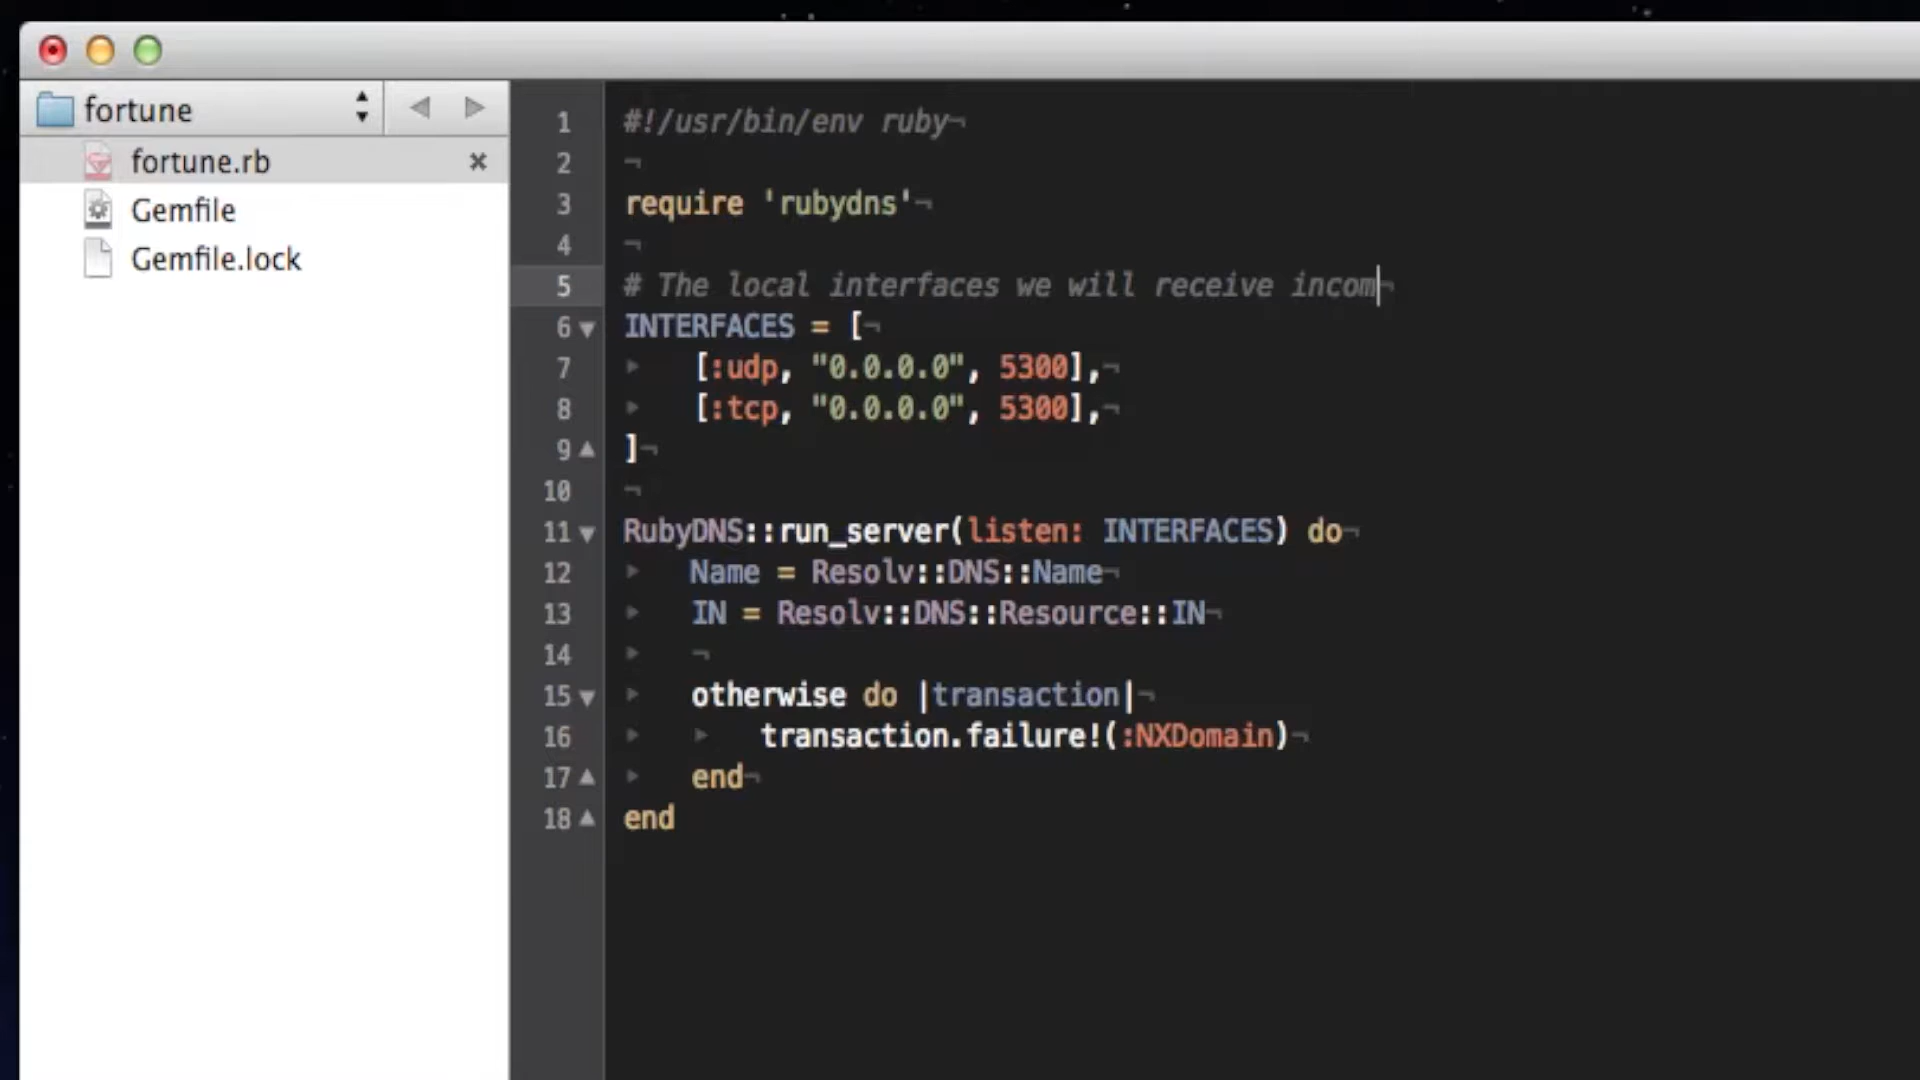 fortune
fortune.rb
Gemfile
Gemfile.lock
1 #!/usr/bin/env ruby¬
2 ¬
3 require 'rubydns'¬
4 ¬
5 # The local interfaces we will receive incom¬
6 INTERFACES = [¬
7 [:udp, "0.0.0.0", 5300],¬
8 [:tcp, "0.0.0.0", 5300],¬
9 ]¬
10 ¬
11 RubyDNS::run_server(listen: INTERFACES) do¬
12 Name = Resolv::DNS::Name¬
13 IN = Resolv::DNS::Resource::IN¬
14 ¬
15 otherwise do |transaction|¬
16 transaction.failure!(:NXDomain)¬
17 end¬
18 end